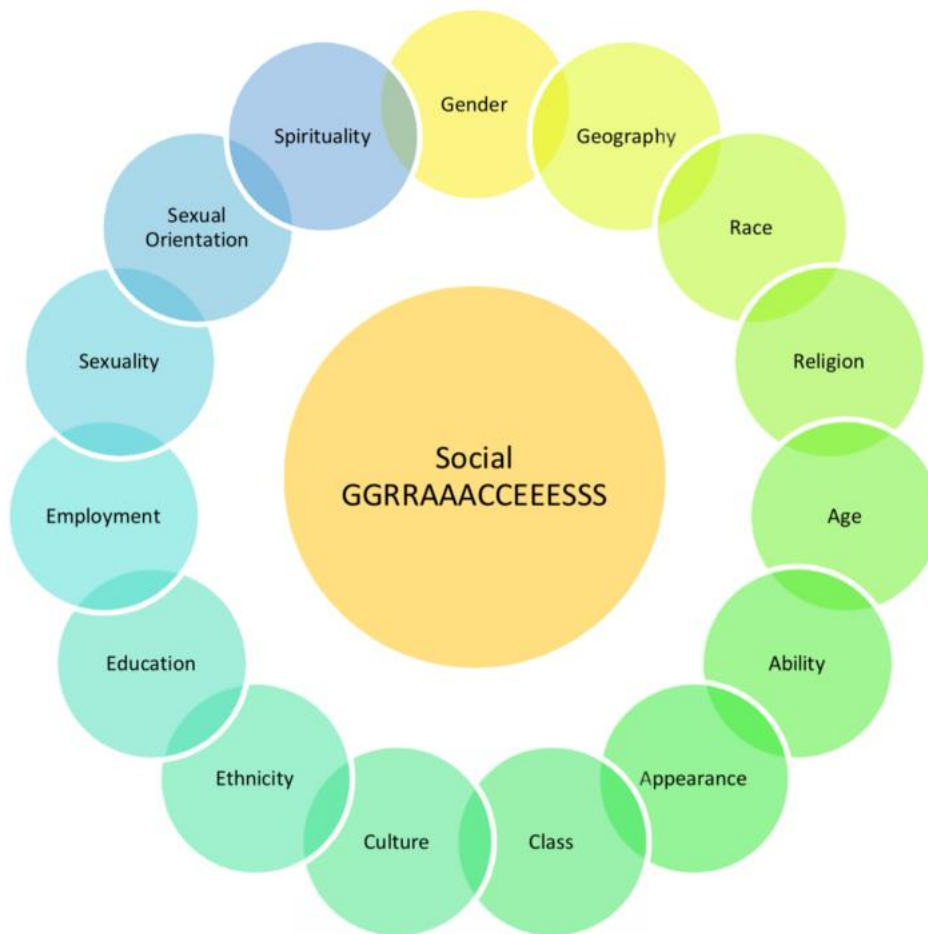 Social
GGRRAAACCEEESSS
Gender
Geography
Race
Religion
Age
Ability
Appearance
Class
Culture
Ethnicity
Education
Employment
Sexuality
Sexual
Orientation
Spirituality